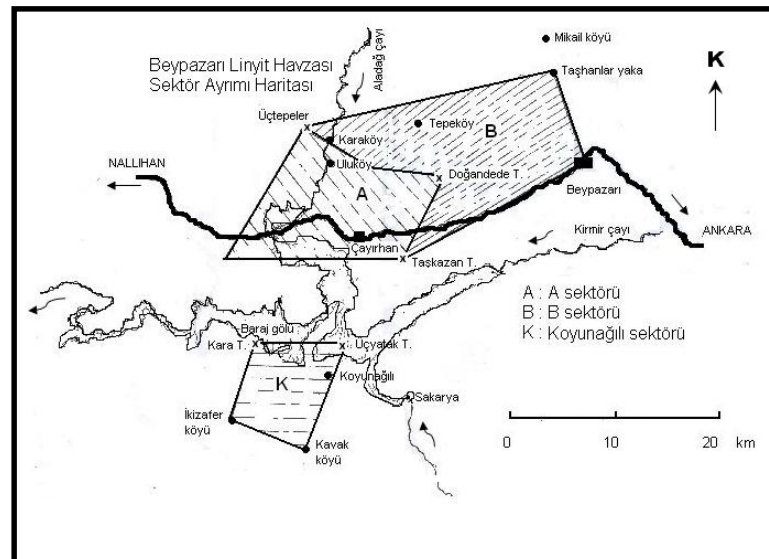 Mikail köyü
Beypazarı Linyit Havzası
Sektör Ayrımı Haritası
Aladağ çayı
Taşhanlar yaka
K
Üçtepeler
Tepeköy
B
Karaköy
NALLIHAN
Uluköy
Doğandede T.
A
Beypazarı
Çayırhan
Kirmir çayı
ANKARA
Taşkazan T.
A : A sektörü
B : B sektörü
K : Koyunağılı sektörü
Baraj gölü
Kara T.
Uçyatak T.
K
Koyunağılı
Sakarya
İkizafer
köyü
Kavak
köyü
0 10 20 km